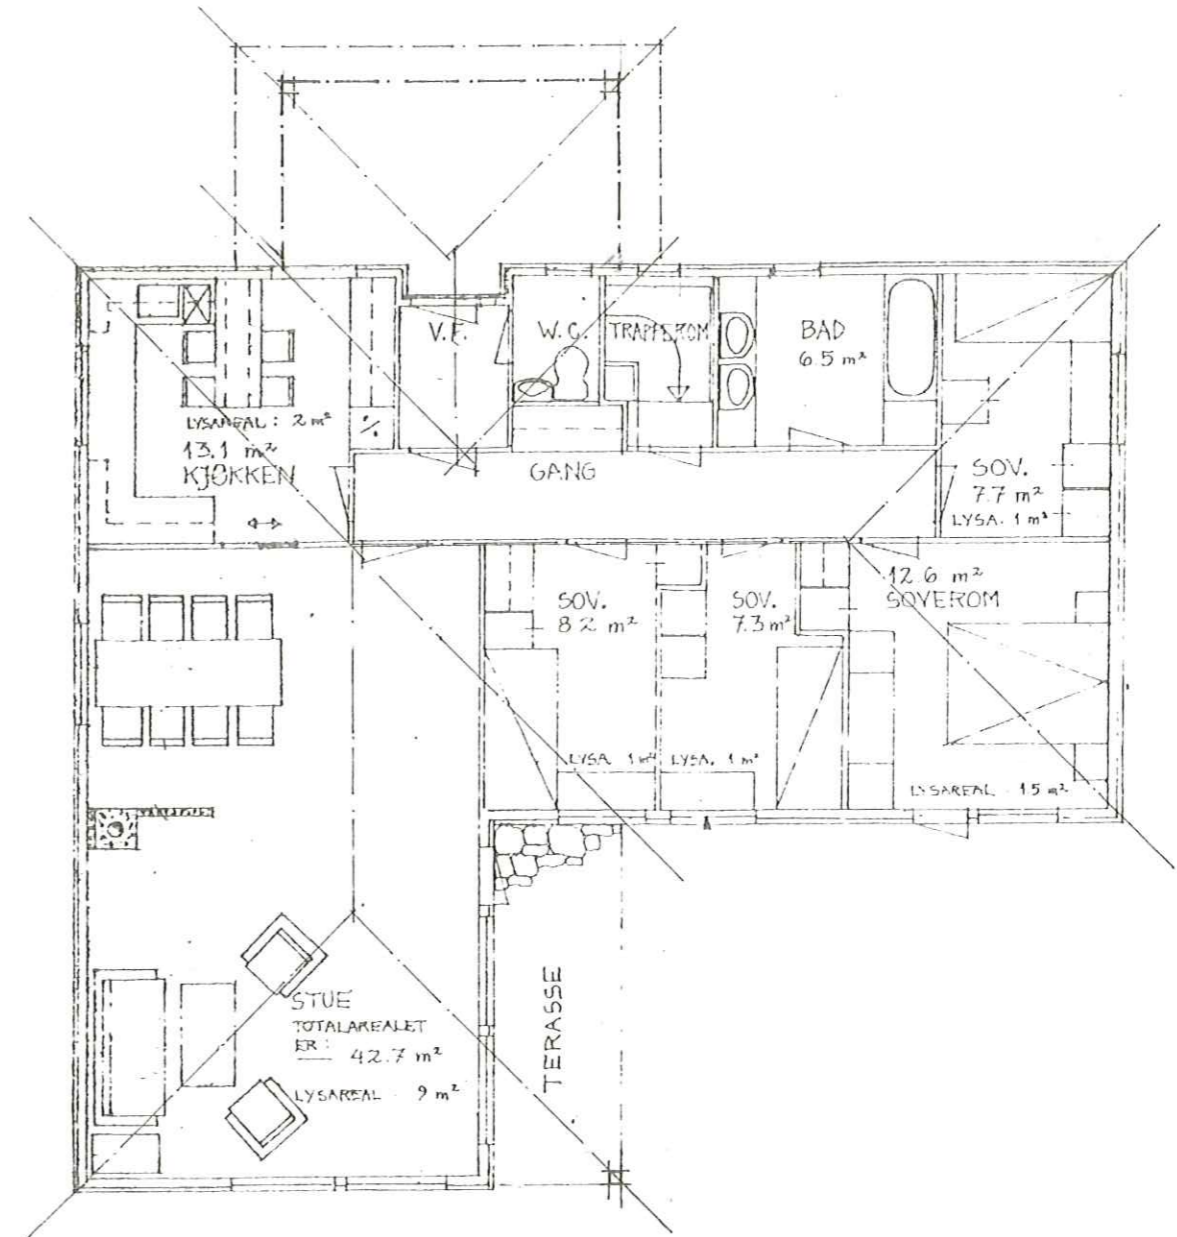 V.F.
W.C.
TRAPPEROM
BAD
6.5 m²
LYSAREAL : 2 m²
13.1 m²
KJØKKEN
GANG
SOV.
7.7 m²
LYSA. 1 m²
SOV.
8.2 m²
SOV.
7.3 m²
12.6 m²
SOVEROM
LYSA. 1 m²
LYSA. 1 m²
LYSAREAL 1.5 m²
STUE
TOTALAREALET
ER :
42.7 m²
LYSAREAL 9 m²
TERASSE